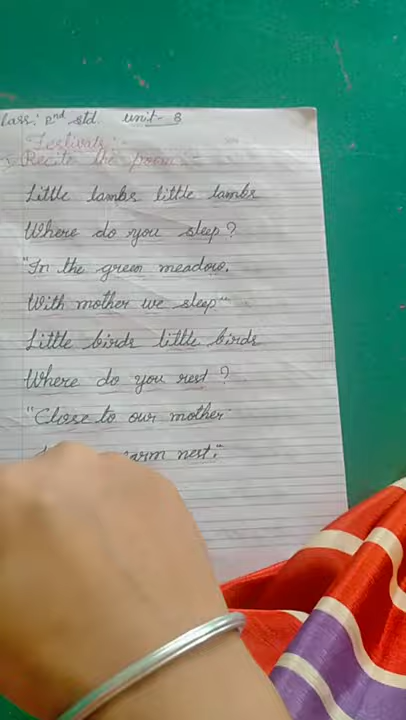 lass: 2nd std. unit- 8
Festivals:-
Recite the poem:-
Little lambs little lambs
Where do you sleep?
"In the green meadow.
With mother we sleep"
Little birds little birds
Where do you rest ?
"Close to our mother
warm nest."